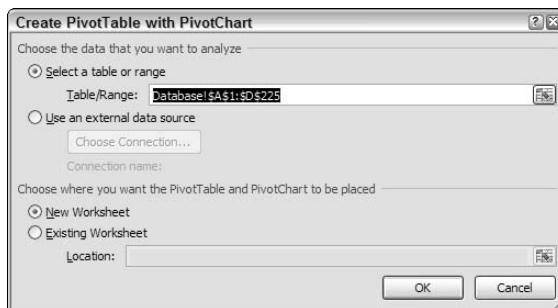 Create PivotTable with PivotChart
Choose the data that you want to analyze
Select a table or range
Table/Range: Database!$A$1:$D$225
Use an external data source
Choose Connection...
Connection name:
Choose where you want the PivotTable and PivotChart to be placed
New Worksheet
Existing Worksheet
Location:
OK Cancel